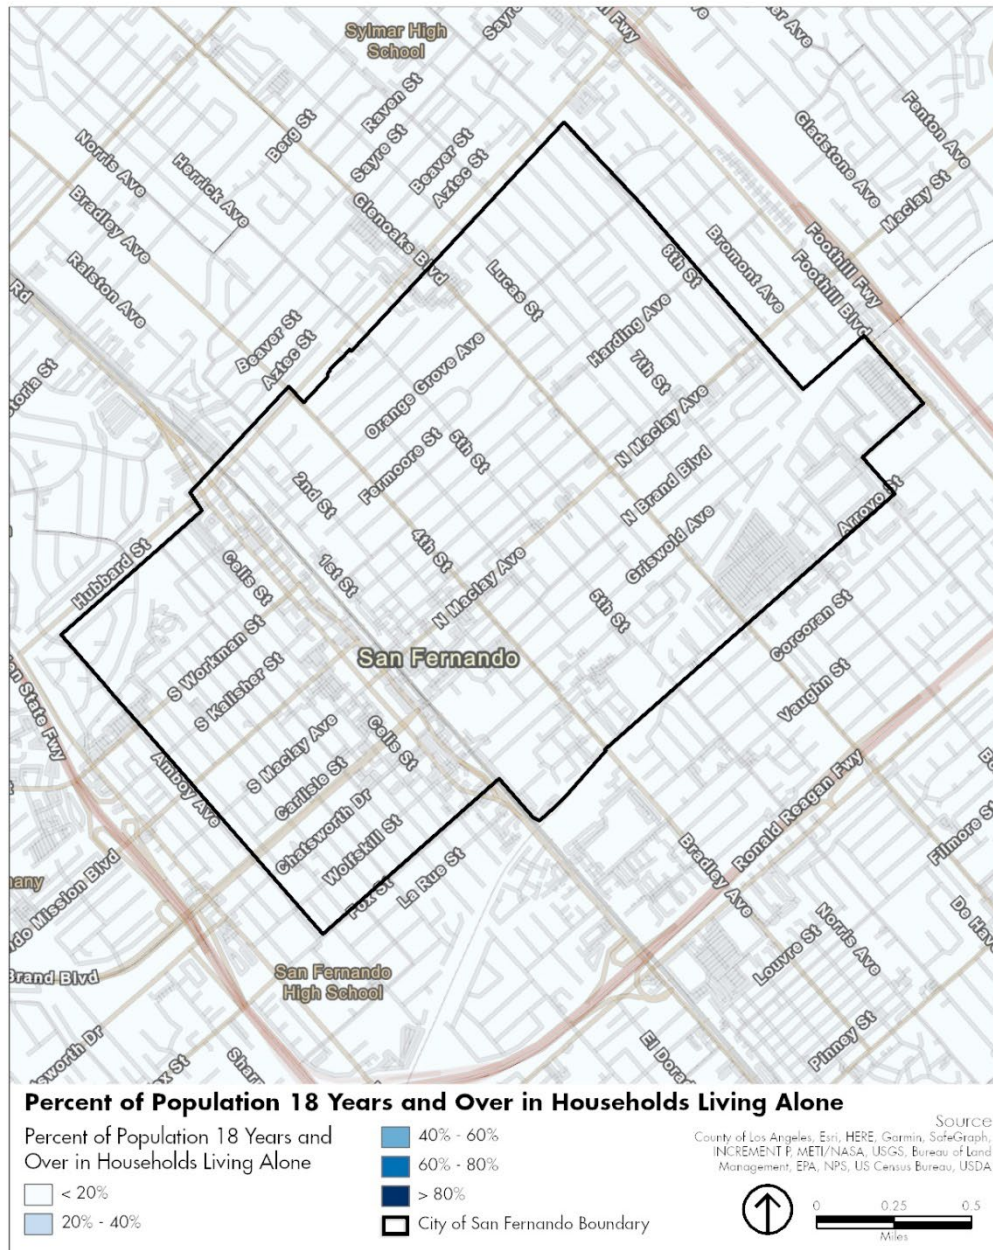 Sylmar High
School
Sayre
Fwy
Fenton Ave
Gladstone Ave
Maclay St
Raven St
Berg St
Sayre St
Beaver St
Aztec St
Norris Ave
Herrick Ave
Bradley Ave
Ralston Ave
Glenoaks Blvd
Foothill Fwy
Foothill Blvd
Bromont Ave
8th St
Lucas St
Harding Ave
7th St
Rd
Beaver St
Aztec St
Orange Grove Ave
Fermoore St
5th St
N Maclay Ave
N Brand Blvd
2nd St
4th St
Griswold Ave
Arroyo St
Hubbard St
Celis St
1st St
N Maclay Ave
5th St
Corcoran St
Vaughn St
San Fernando
S Workman St
S Kalisher St
S Maclay Ave
Celis St
Carlisle St
Chatsworth Dr
Wolfskill St
Fox St
La Rue St
Amboy Ave
State Fwy
Mission Blvd
Brand Blvd
Ronald Reagan Fwy
Bradley Ave
Filmore St
De Hav
Norris Ave
Louvre St
Pinney St
El Dorad
San Fernando
High School
Percent of Population 18 Years and Over in Households Living Alone
Percent of Population 18 Years and
Over in Households Living Alone
< 20%
20% - 40%
40% - 60%
60% - 80%
> 80%
City of San Fernando Boundary
Source
County of Los Angeles, Esri, HERE, Garmin, SafeGraph,
INCREMENT P, METI/NASA, USGS, Bureau of Land
Management, EPA, NPS, US Census Bureau, USDA
0 0.25 0.5
Miles